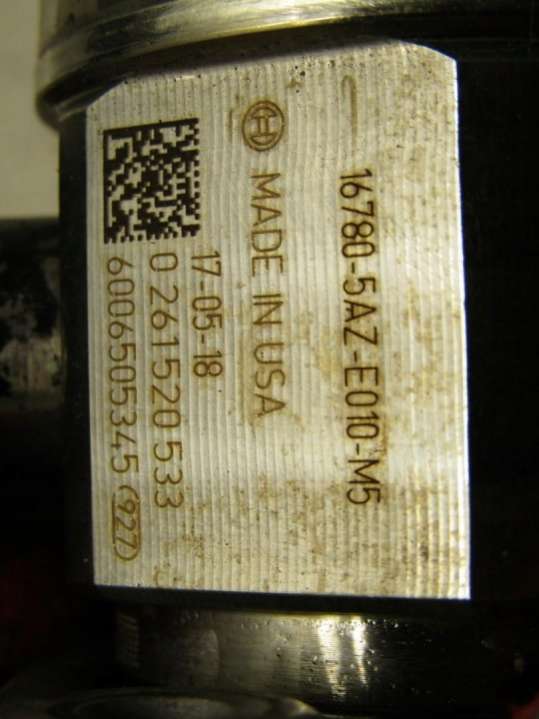 16780-5AZ-E010-M5
MADE IN USA
17-05-18
0 261 520 533
6006505345 (927)